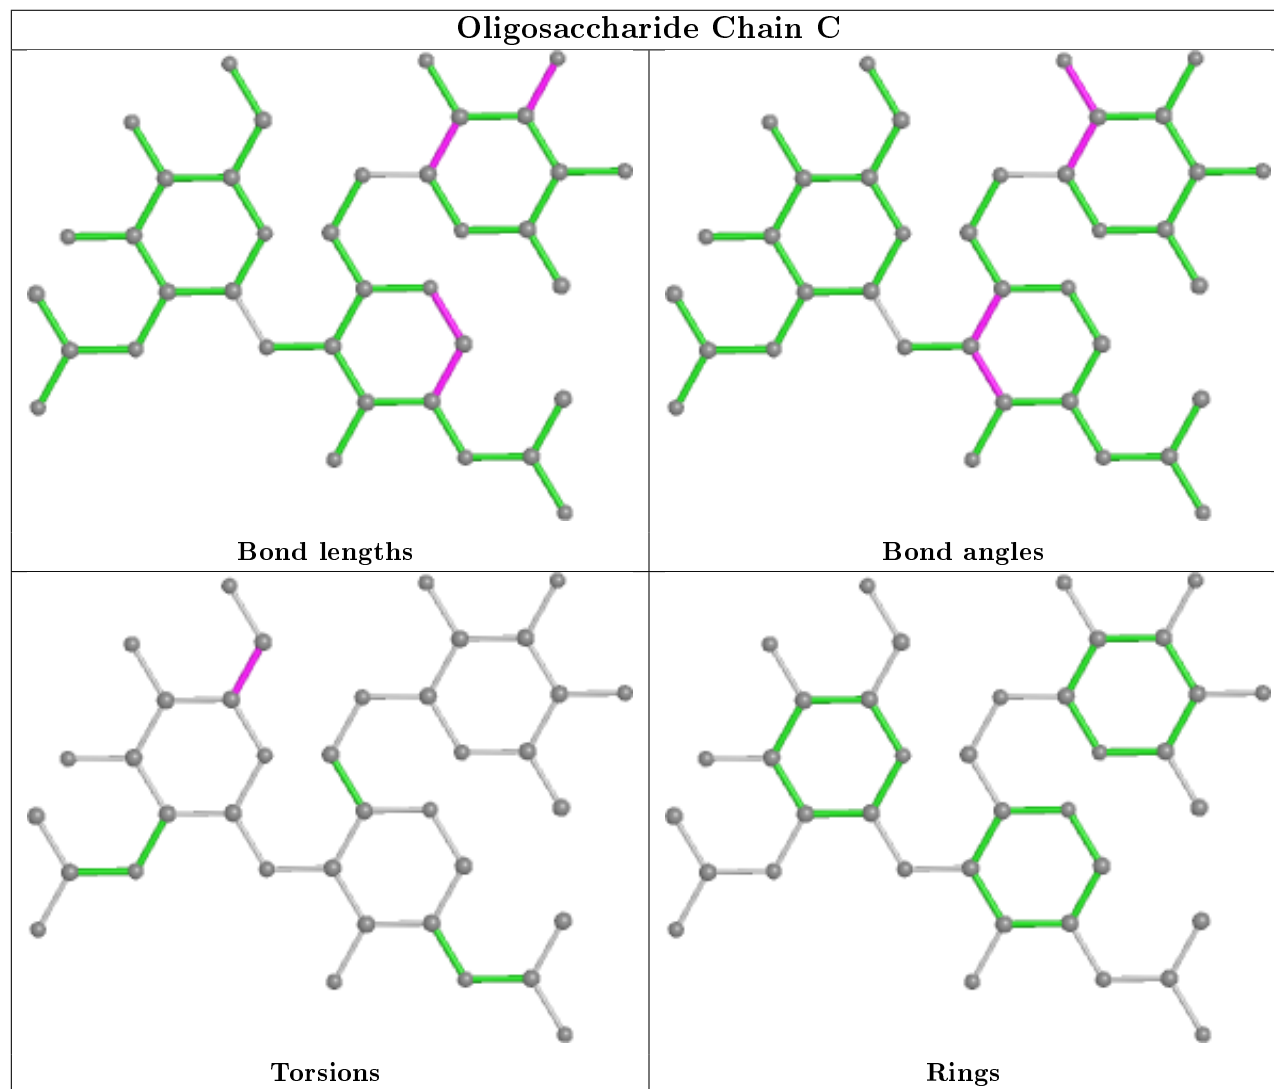 Oligosaccharide Chain C
Bond lengths
Bond angles
Torsions
Rings